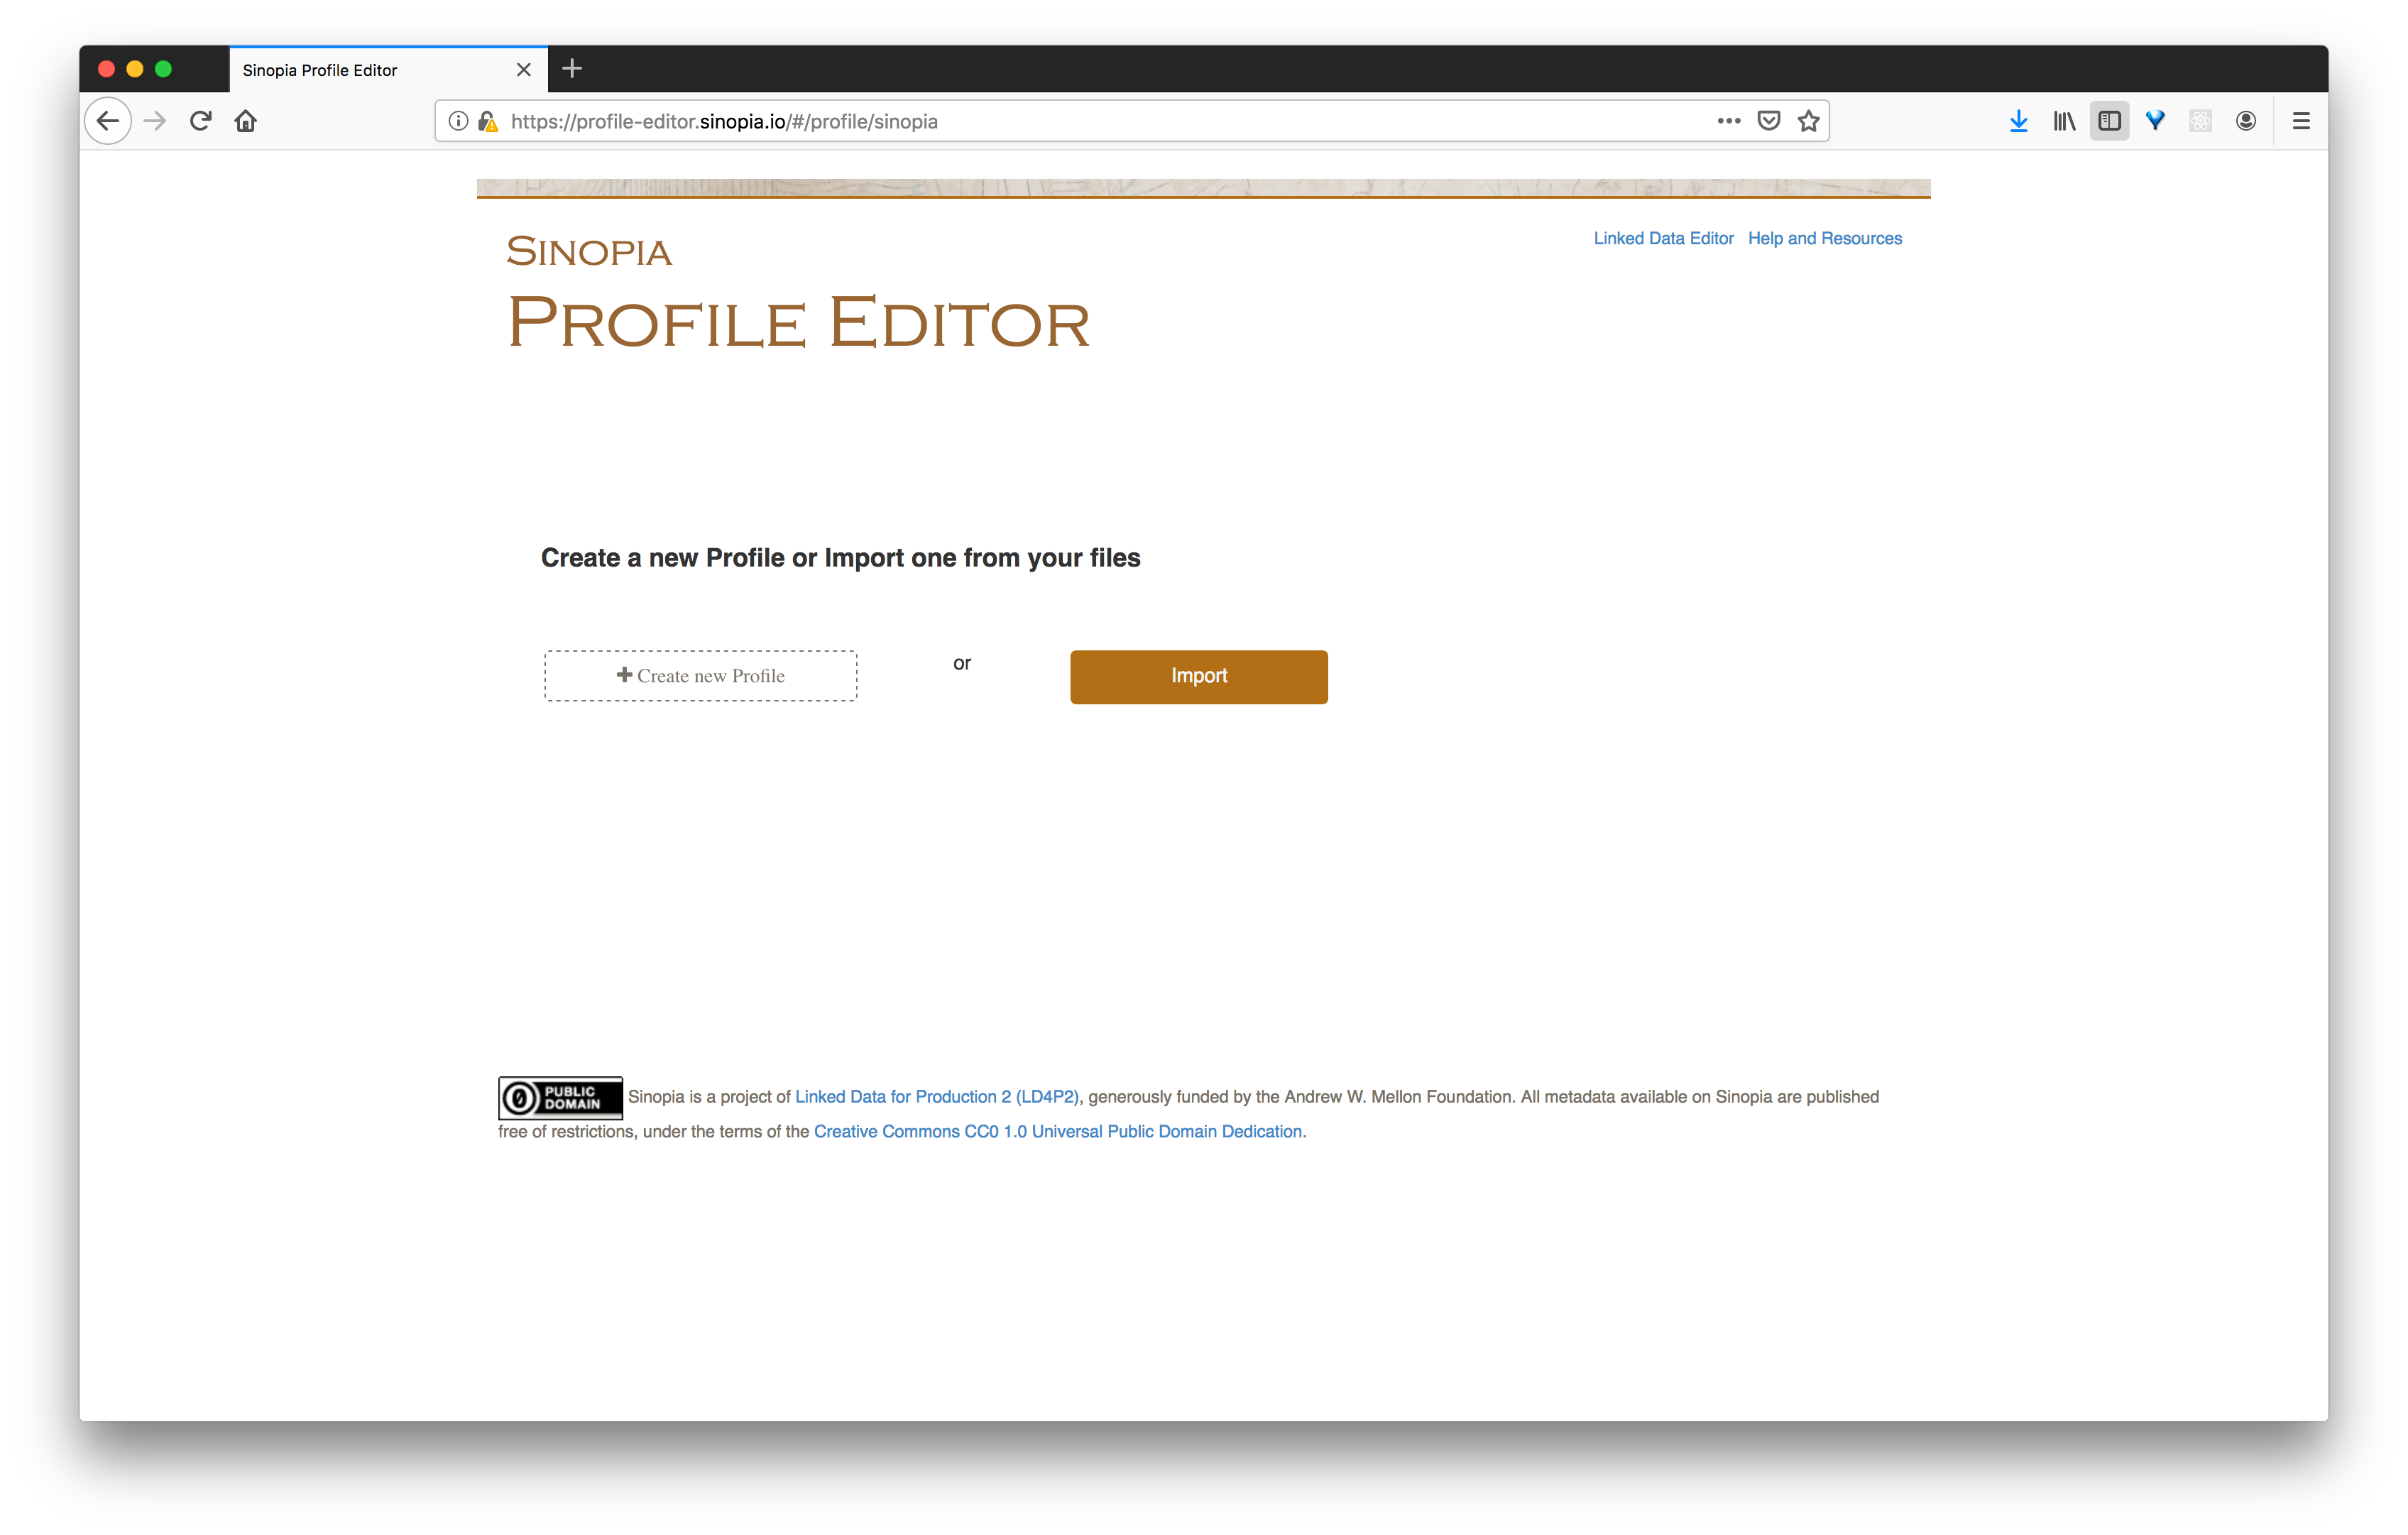 Sinopia Profile Editor
https://profile-editor.sinopia.io/#/profile/sinopia
Linked Data Editor Help and Resources
SINOPIA
PROFILE EDITOR
Create a new Profile or Import one from your files
Create new Profile
or
Import
PUBLIC
DOMAIN
Sinopia is a project of Linked Data for Production 2 (LD4P2), generously funded by the Andrew W. Mellon Foundation. All metadata available on Sinopia are published
free of restrictions, under the terms of the Creative Commons CC0 1.0 Universal Public Domain Dedication.